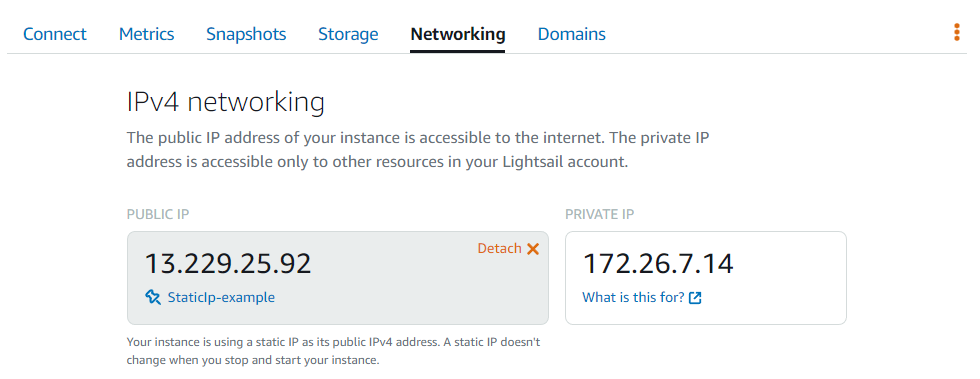 Connect Metrics Snapshots Storage Networking Domains
IPv4 networking
The public IP address of your instance is accessible to the internet. The private IP
address is accessible only to other resources in your Lightsail account.
PUBLIC IP
Detach
13.229.25.92
StaticIp-example
Your instance is using a static IP as its public IPv4 address. A static IP doesn't
change when you stop and start your instance.
PRIVATE IP
172.26.7.14
What is this for?